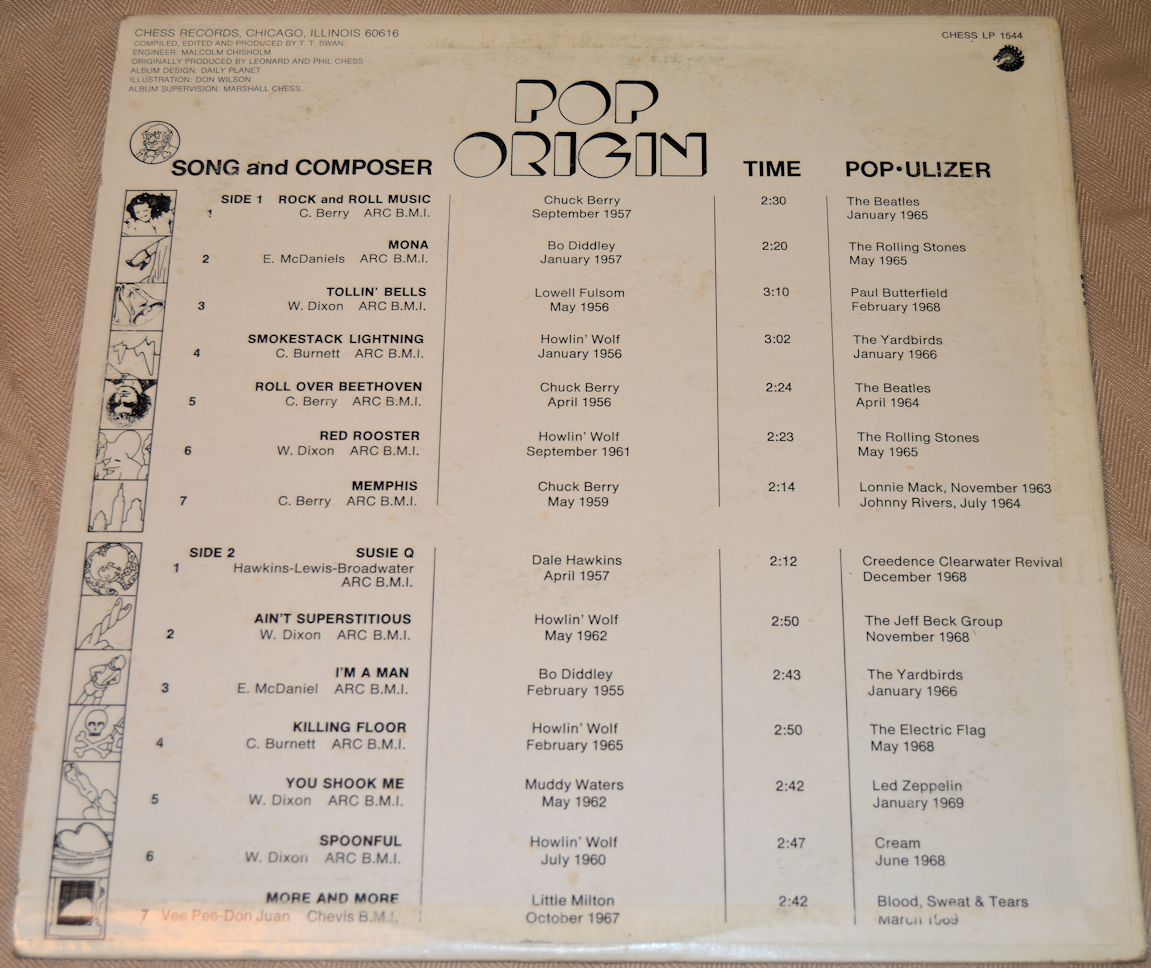 CHESS RECORDS, CHICAGO, ILLINOIS 60616
COMPILED, EDITED AND PRODUCED BY T. T. SWAN
ENGINEER: MALCOLM CHISHOLM
ORIGINALLY PRODUCED BY LEONARD AND PHIL CHESS
ALBUM DESIGN: DAILY PLANET
ILLUSTRATION: DON WILSON
ALBUM SUPERVISION: MARSHALL CHESS
CHESS LP 1544
POP
ORIGIN
SONG and COMPOSER TIME POP•ULIZER
SIDE 1 ROCK and ROLL MUSIC Chuck Berry 2:30 The Beatles
1 C. Berry ARC B.M.I. September 1957 January 1965
MONA Bo Diddley 2:20 The Rolling Stones
2 E. McDaniels ARC B.M.I. January 1957 May 1965
TOLLIN' BELLS Lowell Fulsom 3:10 Paul Butterfield
3 W. Dixon ARC B.M.I. May 1956 February 1968
SMOKESTACK LIGHTNING Howlin' Wolf 3:02 The Yardbirds
4 C. Burnett ARC B.M.I. January 1956 January 1966
ROLL OVER BEETHOVEN Chuck Berry 2:24 The Beatles
5 C. Berry ARC B.M.I. April 1956 April 1964
RED ROOSTER Howlin' Wolf 2:23 The Rolling Stones
6 W. Dixon ARC B.M.I. September 1961 May 1965
MEMPHIS Chuck Berry 2:14 Lonnie Mack, November 1963
7 C. Berry ARC B.M.I. May 1959 Johnny Rivers, July 1964
SIDE 2 SUSIE Q Dale Hawkins 2:12 Creedence Clearwater Revival
1 Hawkins-Lewis-Broadwater April 1957 December 1968
ARC B.M.I.
AIN'T SUPERSTITIOUS Howlin' Wolf 2:50 The Jeff Beck Group
2 W. Dixon ARC B.M.I. May 1962 November 1968
I'M A MAN Bo Diddley 2:43 The Yardbirds
3 E. McDaniel ARC B.M.I. February 1955 January 1966
KILLING FLOOR Howlin' Wolf 2:50 The Electric Flag
4 C. Burnett ARC B.M.I. February 1965 May 1968
YOU SHOOK ME Muddy Waters 2:42 Led Zeppelin
5 W. Dixon ARC B.M.I. May 1962 January 1969
SPOONFUL Howlin' Wolf 2:47 Cream
6 W. Dixon ARC B.M.I. July 1960 June 1968
MORE AND MORE Little Milton 2:42 Blood, Sweat & Tears
7 Vee Pee-Don Juan Chevis B.M.I. October 1967 March 1969